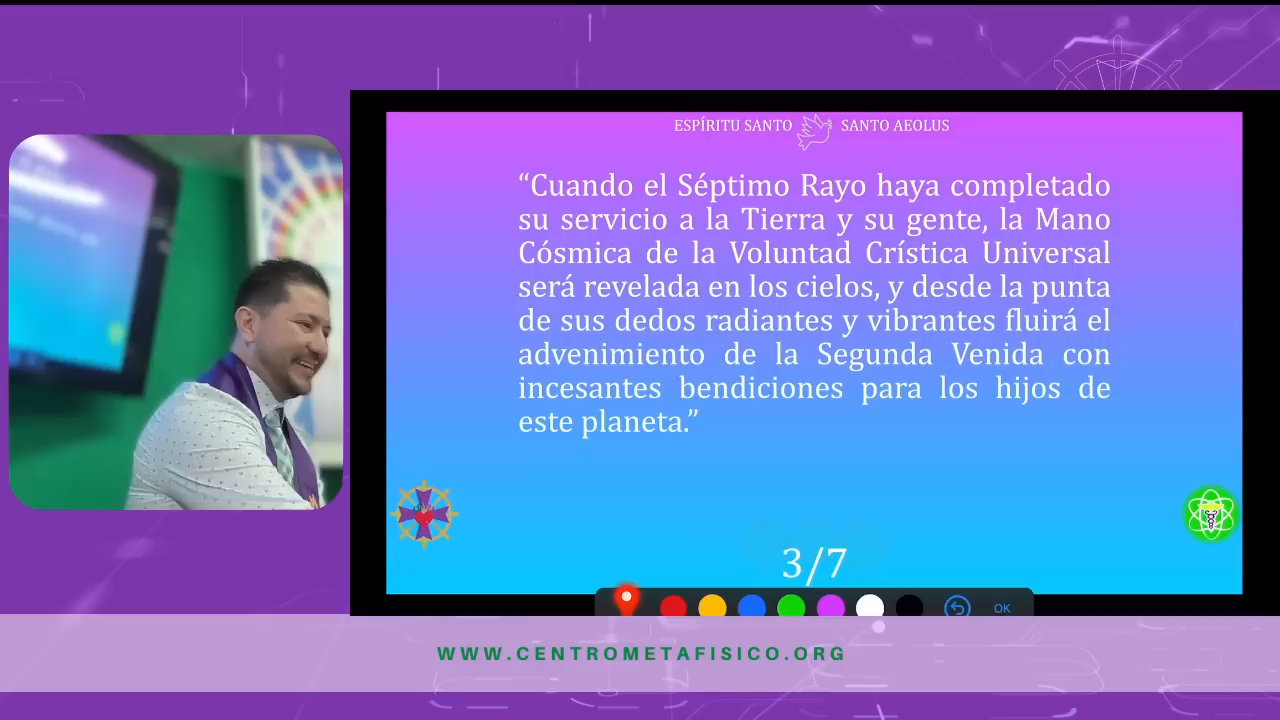 ESPÍRITU SANTO SANTO AEOLUS
“Cuando el Séptimo Rayo haya completado
su servicio a la Tierra y su gente, la Mano
Cósmica de la Voluntad Crística Universal
será revelada en los cielos, y desde la punta
de sus dedos radiantes y vibrantes fluirá el
advenimiento de la Segunda Venida con
incesantes bendiciones para los hijos de
este planeta.”
3/7
OK
WWW.CENTROMETAFISICO.ORG